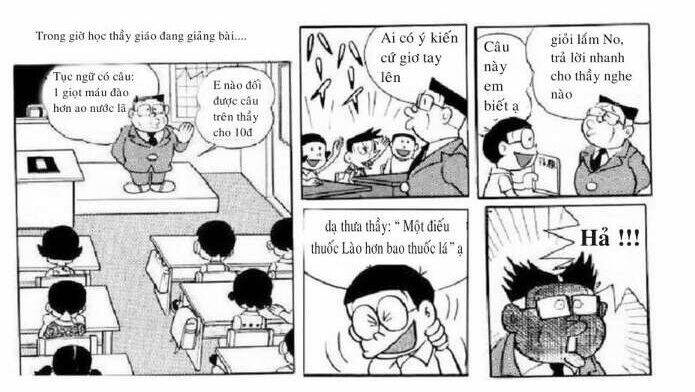 Trong giờ học thầy giáo đang giảng bài....
Tục ngữ có câu:
1 giọt máu đào
hơn ao nước lã
E nào đối
được câu
trên thầy
cho 10đ
Ai có ý kiến
cứ giơ tay
lên
Câu
này
em
biết ạ
giỏi lắm No,
trả lời nhanh
cho thầy nghe
nào
dạ thưa thầy: “ Một điếu
thuốc Lào hơn bao thuốc lá” ạ
Hả !!!